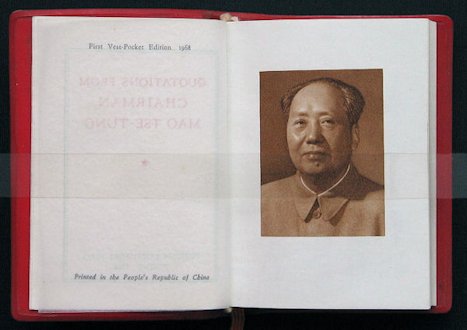 First Vest-Pocket Edition 1968
QUOTATIONS FROM
CHAIRMAN
MAO TSE-TUNG
Printed in the People's Republic of China